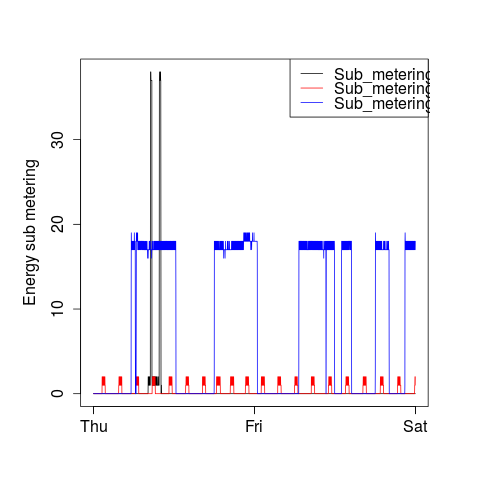 Sub_metering
Sub_metering
Sub_metering
Energy sub metering
30
20
10
0
Thu Fri Sat